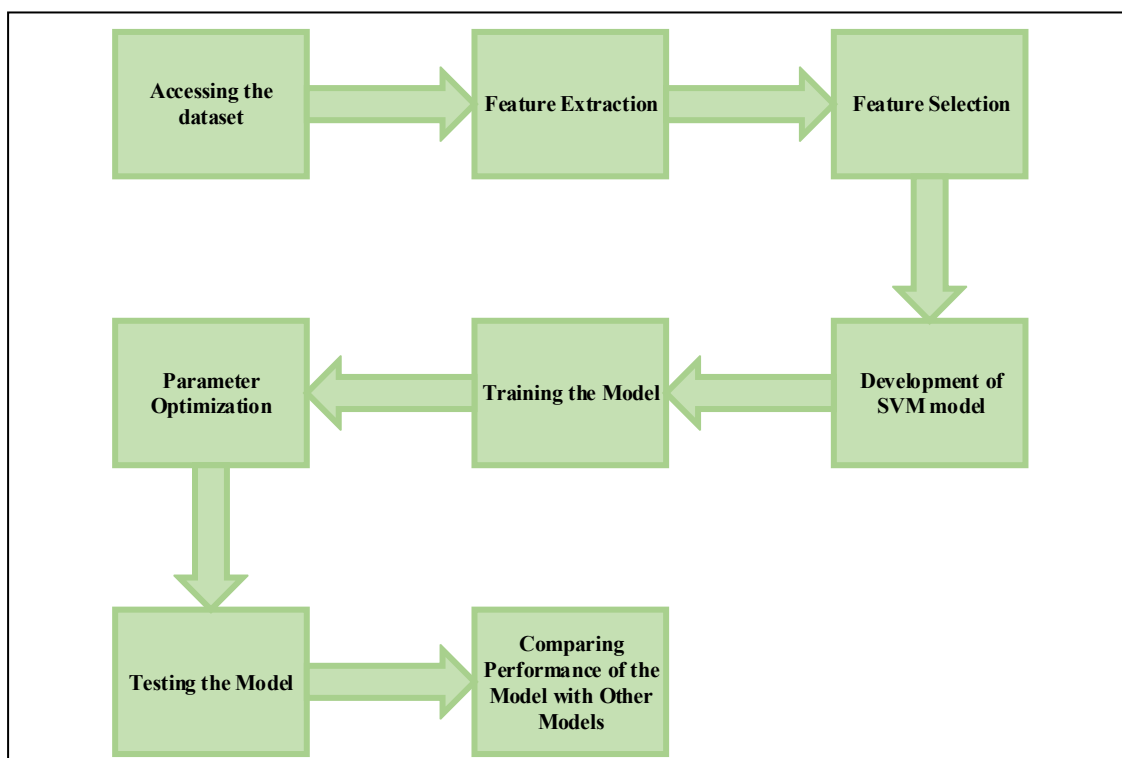 Accessing the
dataset
Feature Extraction
Feature Selection
Development of
SVM model
Training the Model
Parameter
Optimization
Testing the Model
Comparing
Performance of the
Model with Other
Models